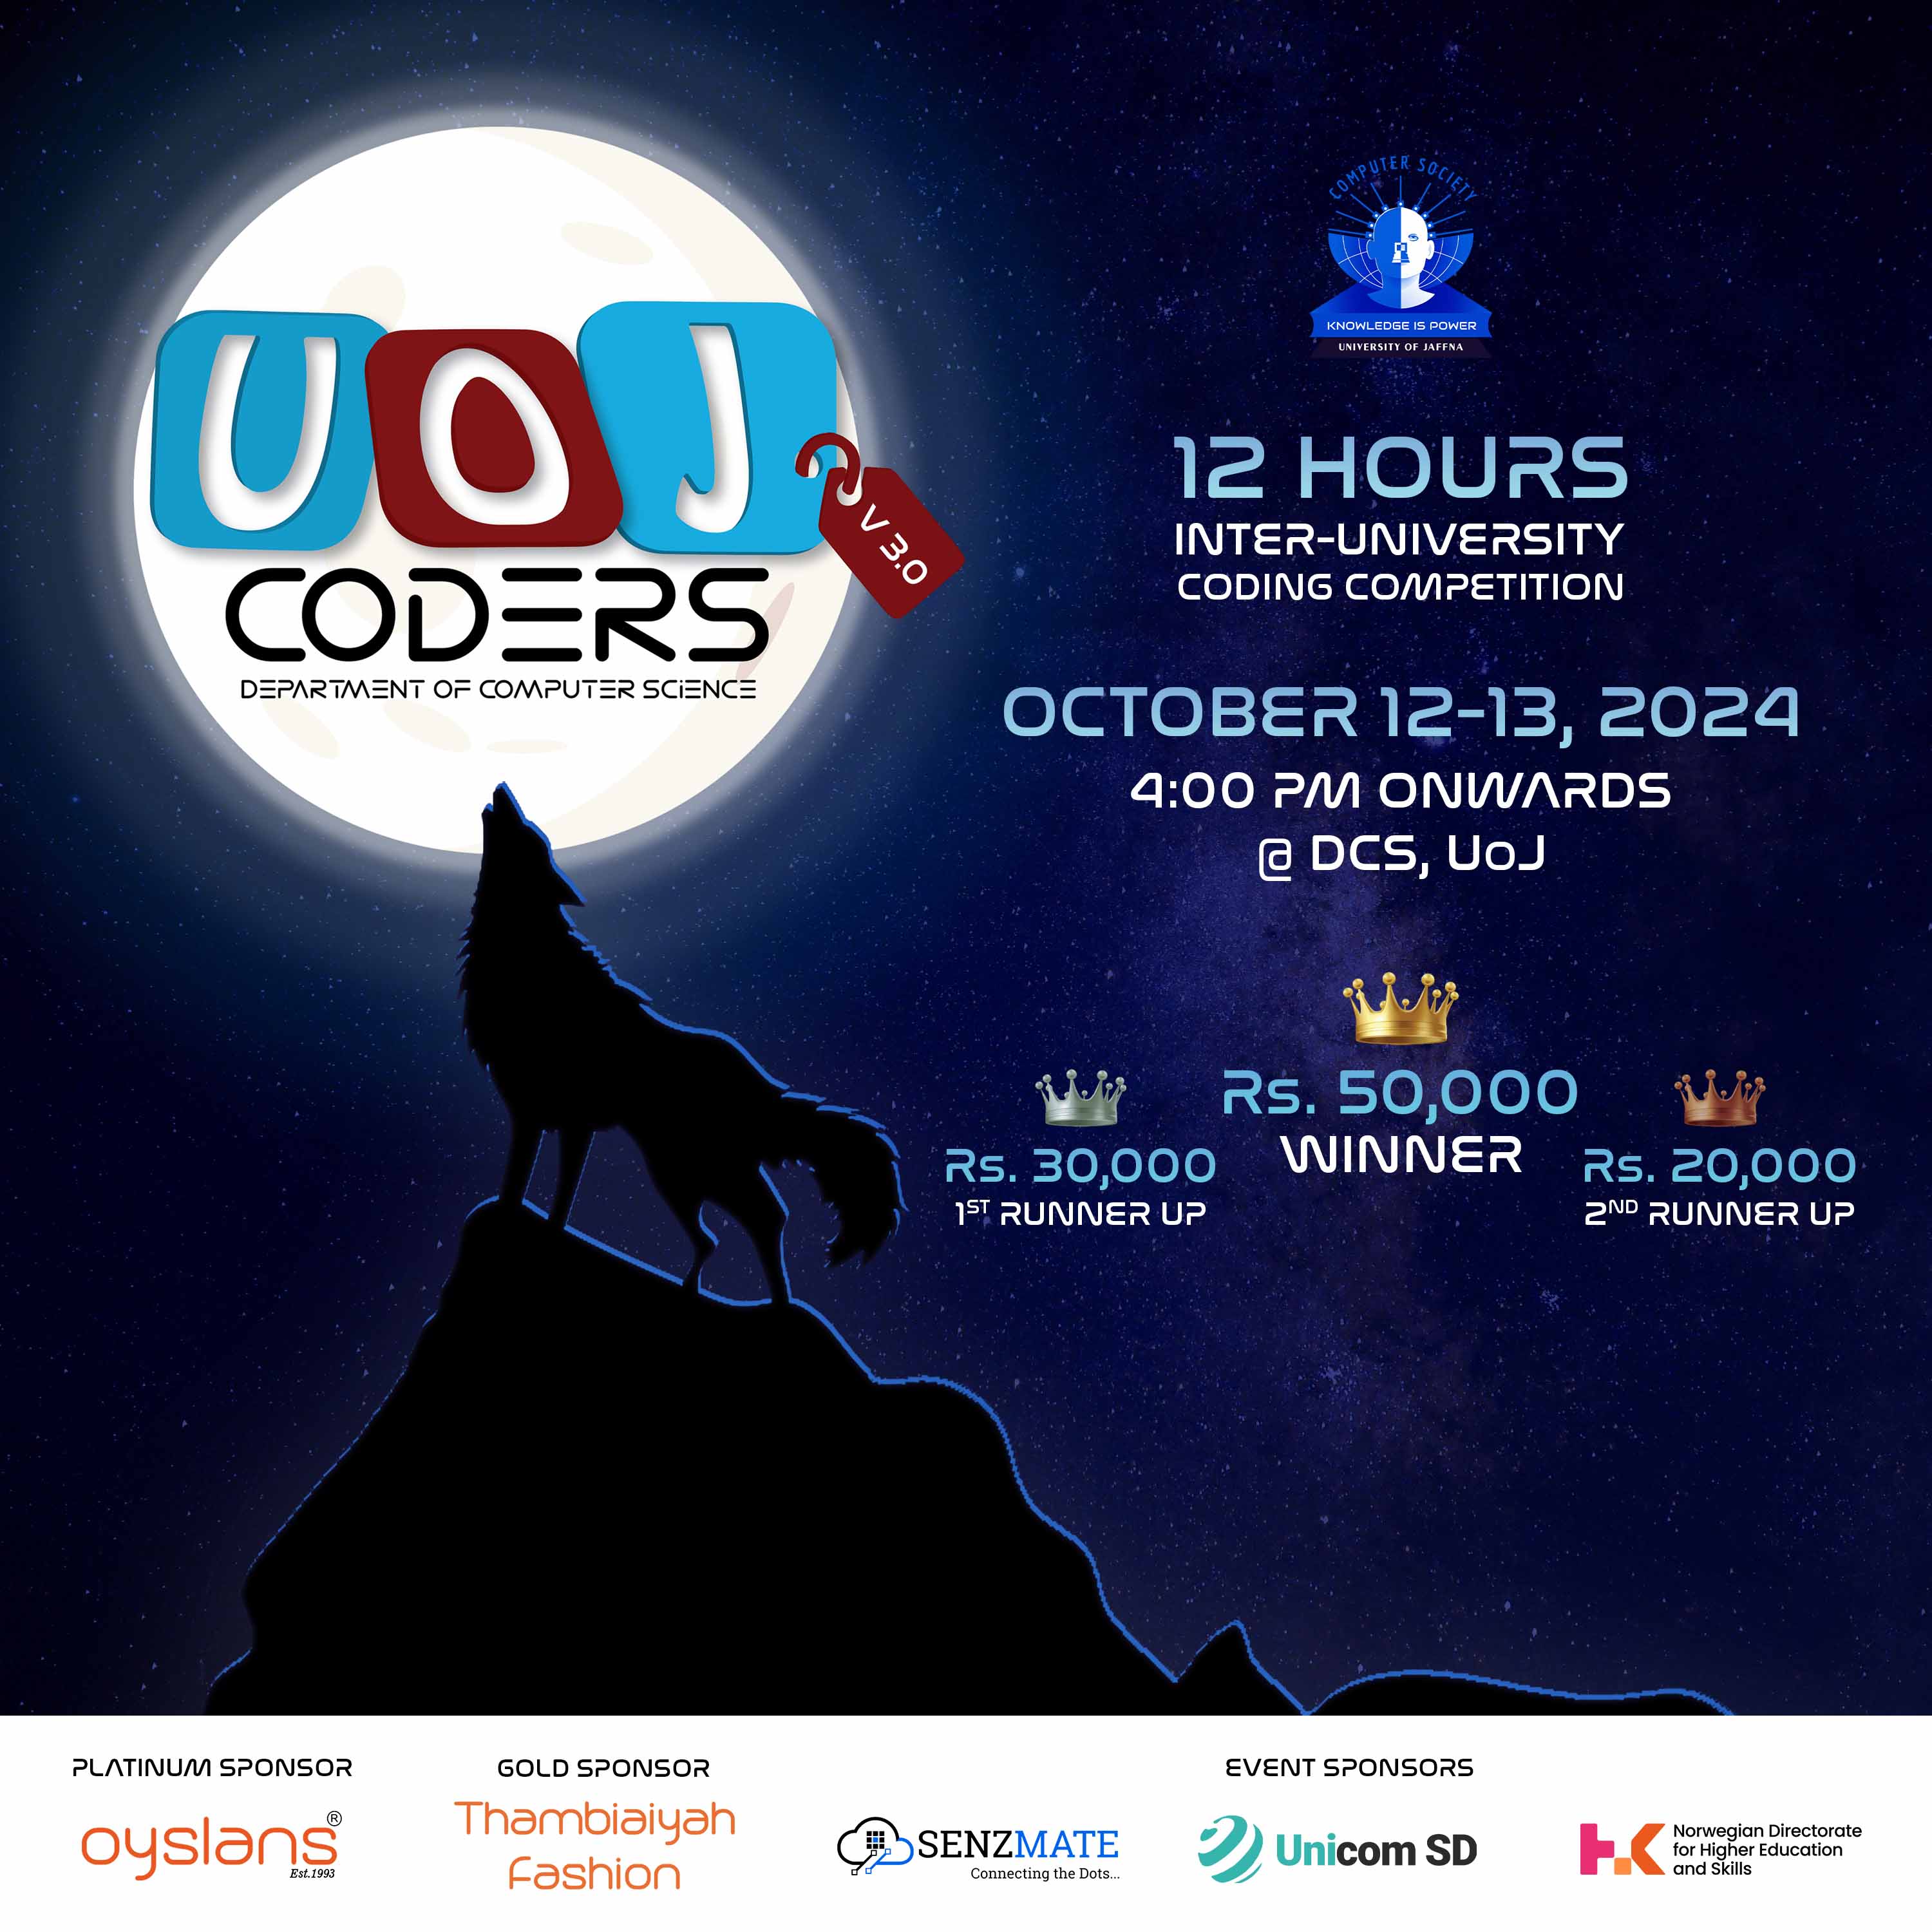 UOJ
V 3.0
CODERS
DEPARTMENT OF COMPUTER SCiENCE
COMPUTER SOCIETY
KNOWLEDGE IS POWER
UNIVERSITY OF JAFFNA
12 HOURS
INTER-UNIVERSITY
CODING COMPETITION
OCTOBER 12-13, 2024
4:00 PM ONWARDS
@ DCS, UoJ
Rs. 50,000
WINNER
Rs. 30,000
1ST RUNNER UP
Rs. 20,000
2ND RUNNER UP
PLATINUM SPONSOR
oyslans®
Est.1993
GOLD SPONSOR
Thambiaiyah
Fashion
EVENT SPONSORS
SENZMATE
Connecting the Dots...
Unicom SD
HK
Norwegian Directorate
for Higher Education
and Skills